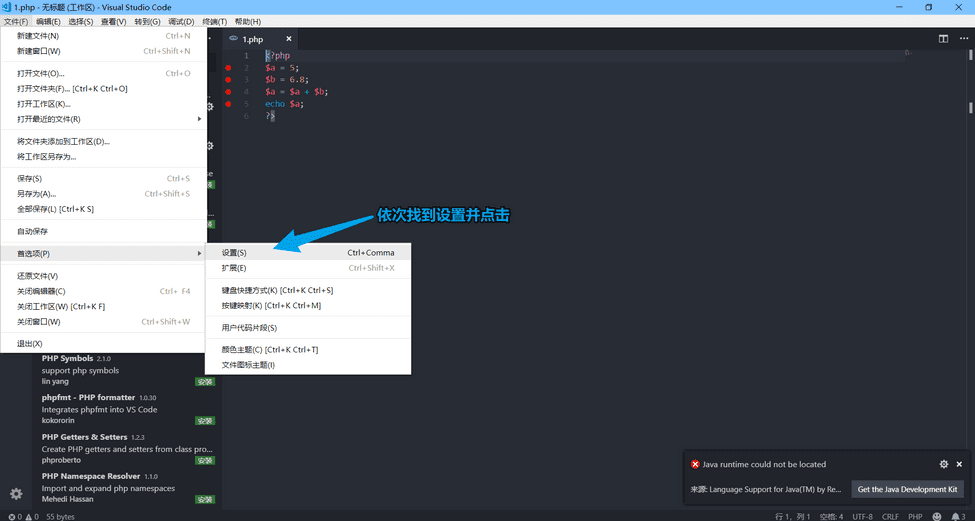 1.php - 无标题 (工作区) - Visual Studio Code
文件(F) 编辑(E) 选择(S) 查看(V) 转到(G) 调试(D) 终端(T) 帮助(H)
新建文件(N) Ctrl+N
新建窗口(W) Ctrl+Shift+N
打开文件(O)... Ctrl+O
打开文件夹(F)... [Ctrl+K Ctrl+O]
打开工作区(K)...
打开最近的文件(R)
将文件夹添加到工作区(D)...
将工作区另存为...
保存(S) Ctrl+S
另存为(A)... Ctrl+Shift+S
全部保存(L) [Ctrl+K S]
自动保存
首选项(P)
还原文件(V)
关闭编辑器(C) Ctrl+ F4
关闭工作区(W) [Ctrl+K F]
关闭窗口(W) Ctrl+Shift+W
退出(X)
1.php
1 <?php
2 $a = 5;
3 $b = 6.8;
4 $a = $a + $b;
5 echo $a;
6 ?>
依次找到设置并点击
设置(S) Ctrl+Comma
扩展(E) Ctrl+Shift+X
键盘快捷方式(K) [Ctrl+K Ctrl+S]
按键映射(K) [Ctrl+K Ctrl+M]
用户代码片段(S)
颜色主题(C) [Ctrl+K Ctrl+T]
文件图标主题(I)
PHP Symbols 2.1.0
support php symbols
lin yang 安装
phpfmt - PHP formatter 1.0.30
Integrates phpfmt into VS Code
kokororin 安装
PHP Getters & Setters 1.2.3
Create PHP getters and setters from class pro...
phproberto 安装
PHP Namespace Resolver 1.1.0
Import and expand php namespaces
Mehedi Hassan 安装
Java runtime could not be located
来源: Language Support for Java(TM) by Re...
Get the Java Development Kit
0 0 55 bytes
行 1，列 1 空格: 4 UTF-8 CRLF PHP 3